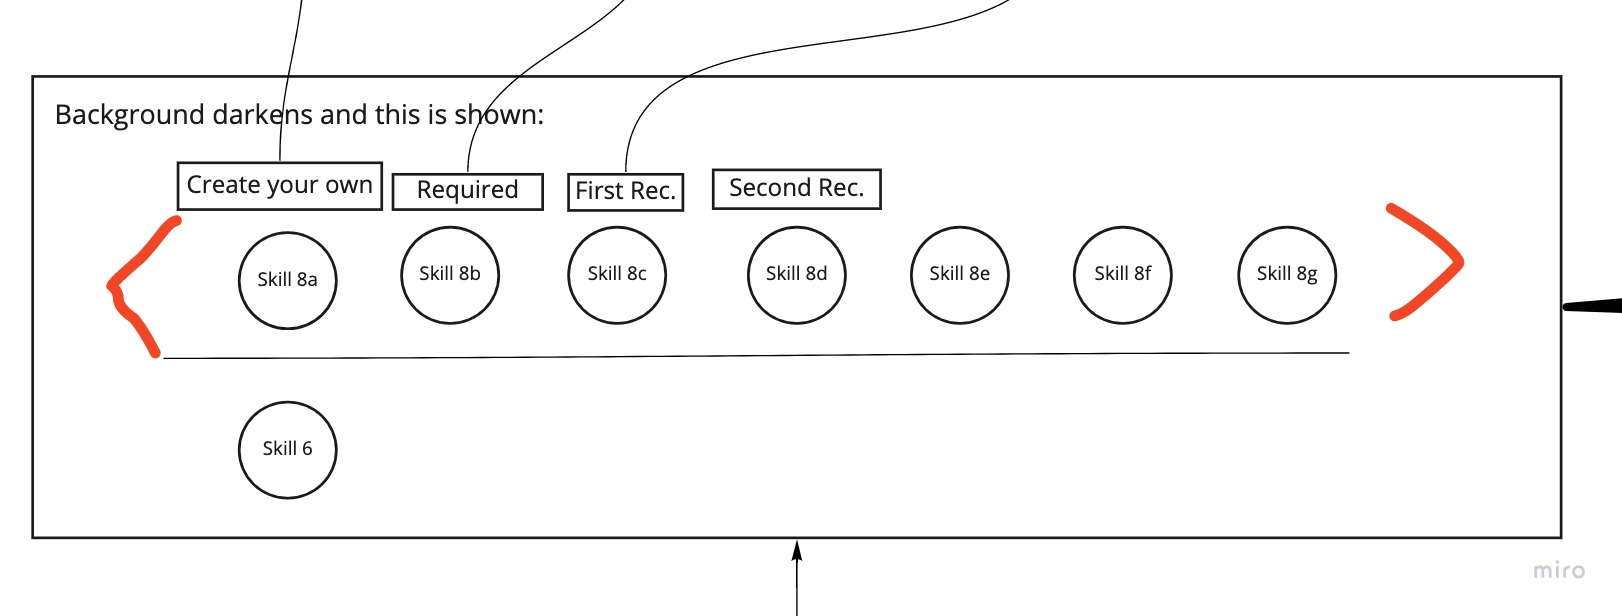 Background darkens and this is shown:
Create your own
Required
First Rec.
Second Rec.
Skill 8a
Skill 8b
Skill 8c
Skill 8d
Skill 8e
Skill 8f
Skill 8g
Skill 6
miro